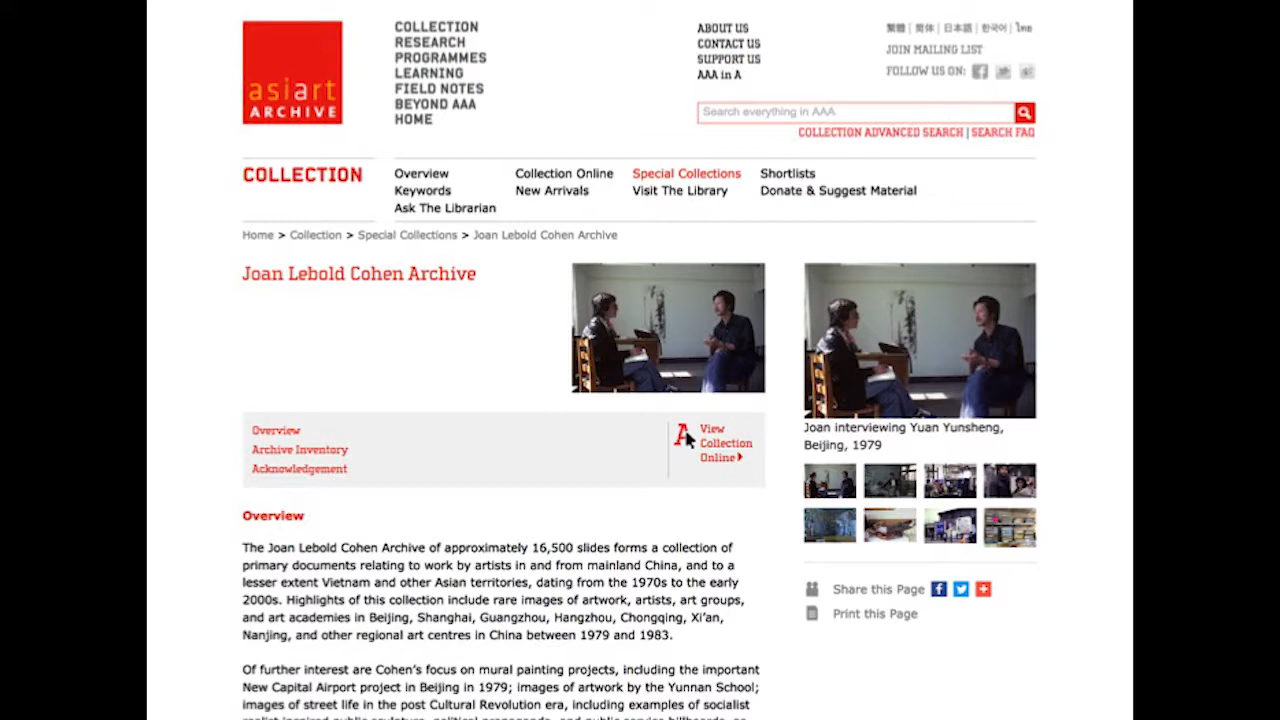 asiart
ARCHIVE
COLLECTION
RESEARCH
PROGRAMMES
LEARNING
FIELD NOTES
BEYOND AAA
HOME
ABOUT US
CONTACT US
SUPPORT US
AAA in A
繁體 | 简体 | 日本語 | 한국어 | ไทย
JOIN MAILING LIST
FOLLOW US ON:
Search everything in AAA
COLLECTION ADVANCED SEARCH | SEARCH FAQ
COLLECTION
Overview
Collection Online
Special Collections
Shortlists
Keywords
New Arrivals
Visit The Library
Donate & Suggest Material
Ask The Librarian
Home > Collection > Special Collections > Joan Lebold Cohen Archive
Joan Lebold Cohen Archive
Overview
Archive Inventory
Acknowledgement
A
View
Collection
Online
Joan interviewing Yuan Yunsheng,
Beijing, 1979
Overview
The Joan Lebold Cohen Archive of approximately 16,500 slides forms a collection of
primary documents relating to work by artists in and from mainland China, and to a
lesser extent Vietnam and other Asian territories, dating from the 1970s to the early
2000s. Highlights of this collection include rare images of artwork, artists, art groups,
and art academies in Beijing, Shanghai, Guangzhou, Hangzhou, Chongqing, Xi'an,
Nanjing, and other regional art centres in China between 1979 and 1983.
Of further interest are Cohen's focus on mural painting projects, including the important
New Capital Airport project in Beijing in 1979; images of artwork by the Yunnan School;
images of street life in the post Cultural Revolution era, including examples of socialist
realist inspired public sculpture, political propaganda, and public service billboards, as
Share this Page
Print this Page